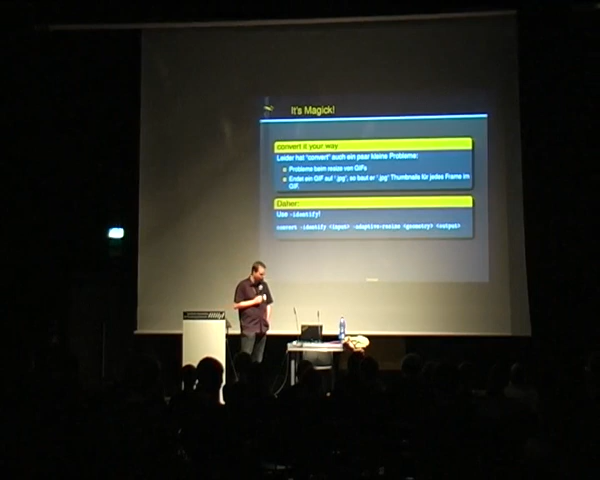 It's Magick!
convert it your way
Leider hat "convert" auch ein paar kleine Probleme:
Probleme beim resize von GIFs
Endet ein GIF auf ".jpg", so baut er ".jpg" Thumbnails für jedes Frame im
GIF.
Daher:
Use -identify!
convert -identify <input> -adaptive-resize <geometry> <output>